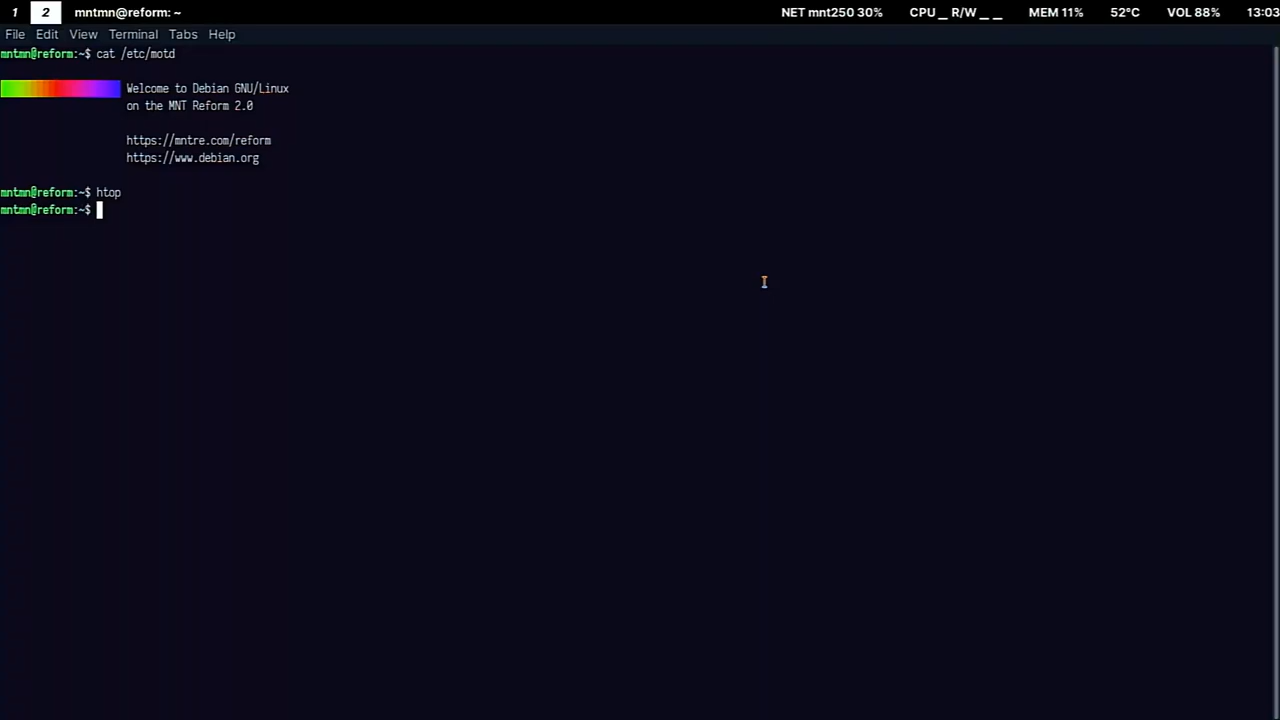 1 2 mntmn@reform: ~ NET mnt250 30% CPU _ R/W _ _ MEM 11% 52°C VOL 88% 13:03
File Edit View Terminal Tabs Help
mntmn@reform:~$ cat /etc/motd
Welcome to Debian GNU/Linux
on the MNT Reform 2.0
https://mntre.com/reform
https://www.debian.org
mntmn@reform:~$ htop
mntmn@reform:~$